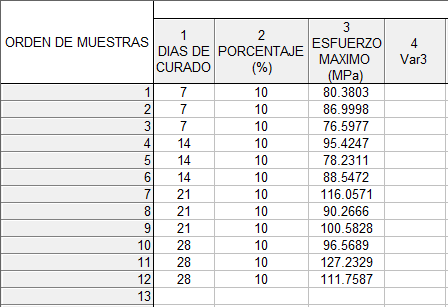 ORDEN DE MUESTRAS
1 DIAS DE CURADO
2 PORCENTAJE (%)
3 ESFUERZO MAXIMO (MPa)
4 Var3
1 7 10 80.3803
2 7 10 86.9998
3 7 10 76.5977
4 14 10 95.4247
5 14 10 78.2311
6 14 10 88.5472
7 21 10 116.0571
8 21 10 90.2666
9 21 10 100.5828
10 28 10 96.5689
11 28 10 127.2329
12 28 10 111.7587
13